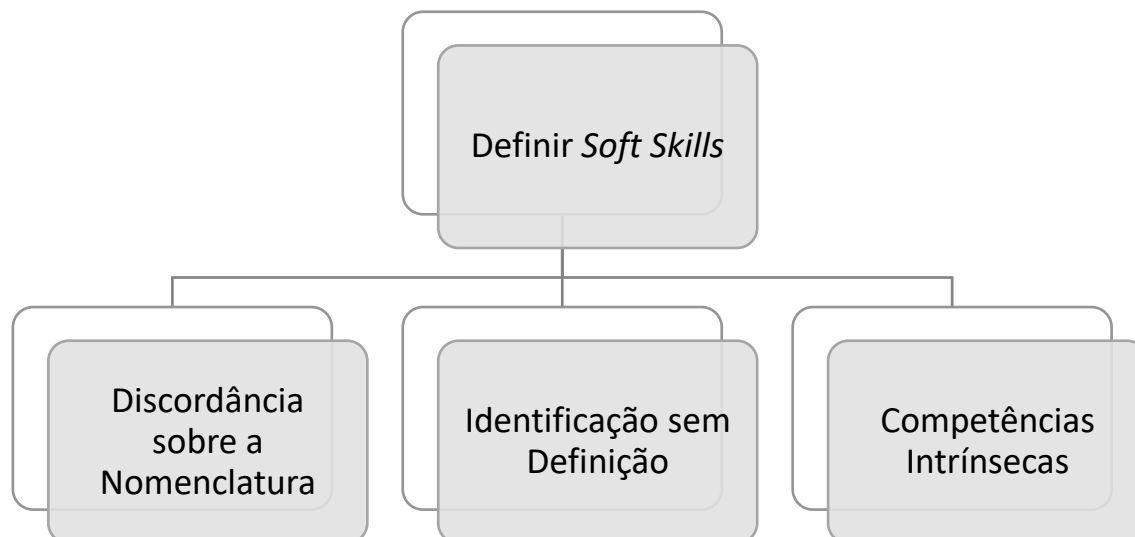 Definir Soft Skills
Discordância
sobre a
Nomenclatura
Identificação sem
Definição
Competências
Intrínsecas